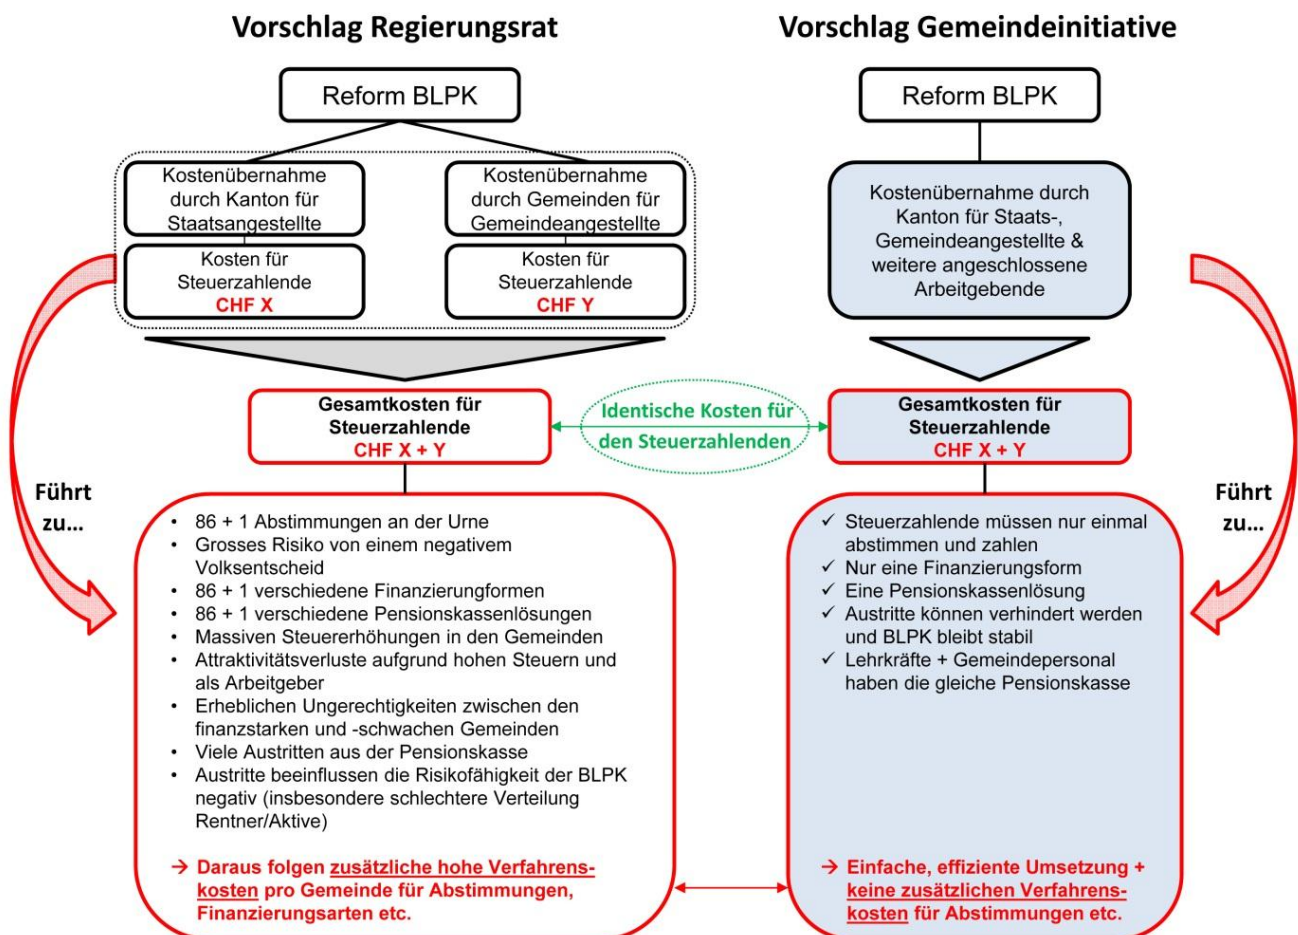 Vorschlag Regierungsrat
Reform BLPK
Kostenübernahme
durch Kanton für
Staatsangestellte
Kosten für
Steuerzahlende
CHF X
Kostenübernahme
durch Gemeinden für
Gemeindeangestellte
Kosten für
Steuerzahlende
CHF Y
Gesamtkosten für
Steuerzahlende
CHF X + Y
Führt
zu...
• 86 + 1 Abstimmungen an der Urne
• Grosses Risiko von einem negativem
Volksentscheid
• 86 + 1 verschiedene Finanzierungformen
• 86 + 1 verschiedene Pensionskassenlösungen
• Massiven Steuererhöhungen in den Gemeinden
• Attraktivitätsverluste aufgrund hohen Steuern und
als Arbeitgeber
• Erheblichen Ungerechtigkeiten zwischen den
finanzstarken und -schwachen Gemeinden
• Viele Austritten aus der Pensionskasse
• Austritte beeinflussen die Risikofähigkeit der BLPK
negativ (insbesondere schlechtere Verteilung
Rentner/Aktive)
→ Daraus folgen zusätzliche hohe Verfahrens-
kosten pro Gemeinde für Abstimmungen,
Finanzierungsarten etc.
Identische Kosten für
den Steuerzahlenden
Vorschlag Gemeindeinitiative
Reform BLPK
Kostenübernahme durch
Kanton für Staats-,
Gemeindeangestellte &
weitere angeschlossene
Arbeitgebende
Gesamtkosten für
Steuerzahlende
CHF X + Y
Führt
zu...
✓ Steuerzahlende müssen nur einmal
abstimmen und zahlen
✓ Nur eine Finanzierungsform
✓ Eine Pensionskassenlösung
✓ Austritte können verhindert werden
und BLPK bleibt stabil
✓ Lehrkräfte + Gemeindepersonal
haben die gleiche Pensionskasse
→ Einfache, effiziente Umsetzung +
keine zusätzlichen Verfahrens-
kosten für Abstimmungen etc.